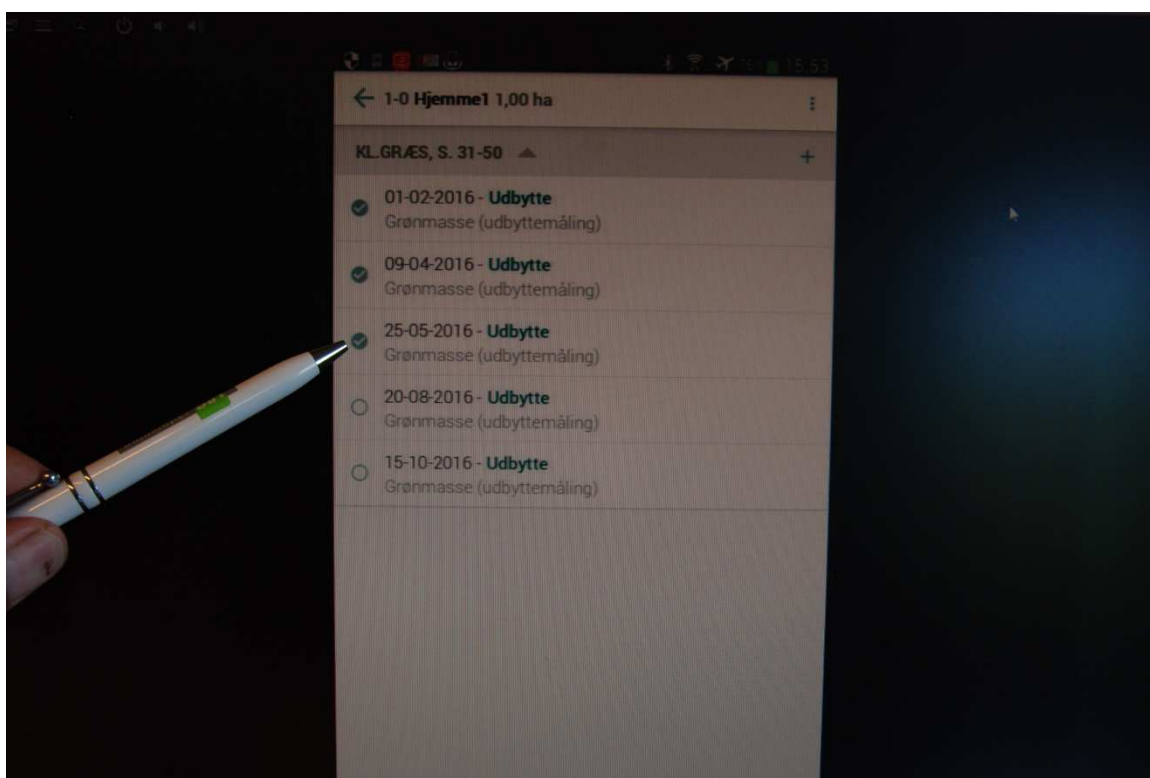 15:53
1-0 Hjemme1 1,00 ha
KL.GRÆS, S. 31-50
01-02-2016 - Udbytte
Grønmasse (udbyttemåling)
09-04-2016 - Udbytte
Grønmasse (udbyttemåling)
25-05-2016 - Udbytte
Grønmasse (udbyttemåling)
20-08-2016 - Udbytte
Grønmasse (udbyttemåling)
15-10-2016 - Udbytte
Grønmasse (udbyttemåling)